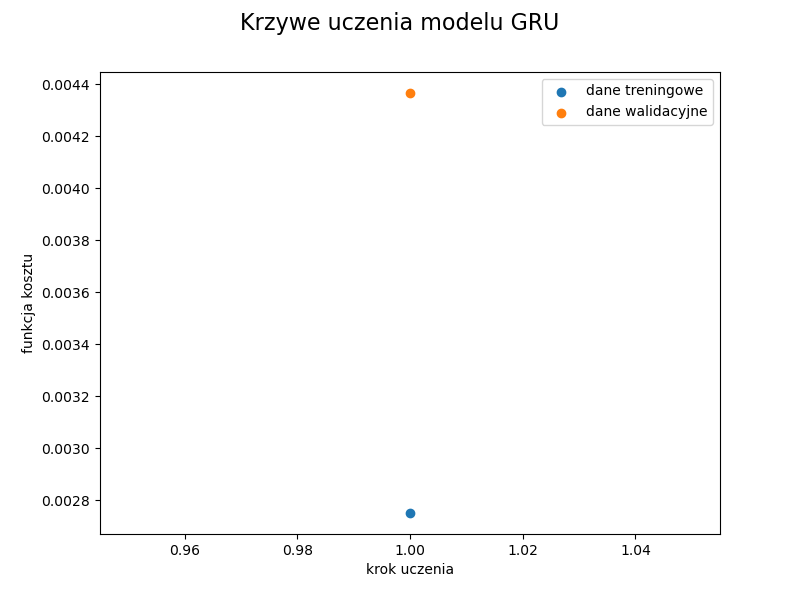 Krzywe uczenia modelu GRU
dane treningowe
dane walidacyjne
funkcja kosztu
0.0044
0.0042
0.0040
0.0038
0.0036
0.0034
0.0032
0.0030
0.0028
0.96 0.98 1.00 1.02 1.04
krok uczenia